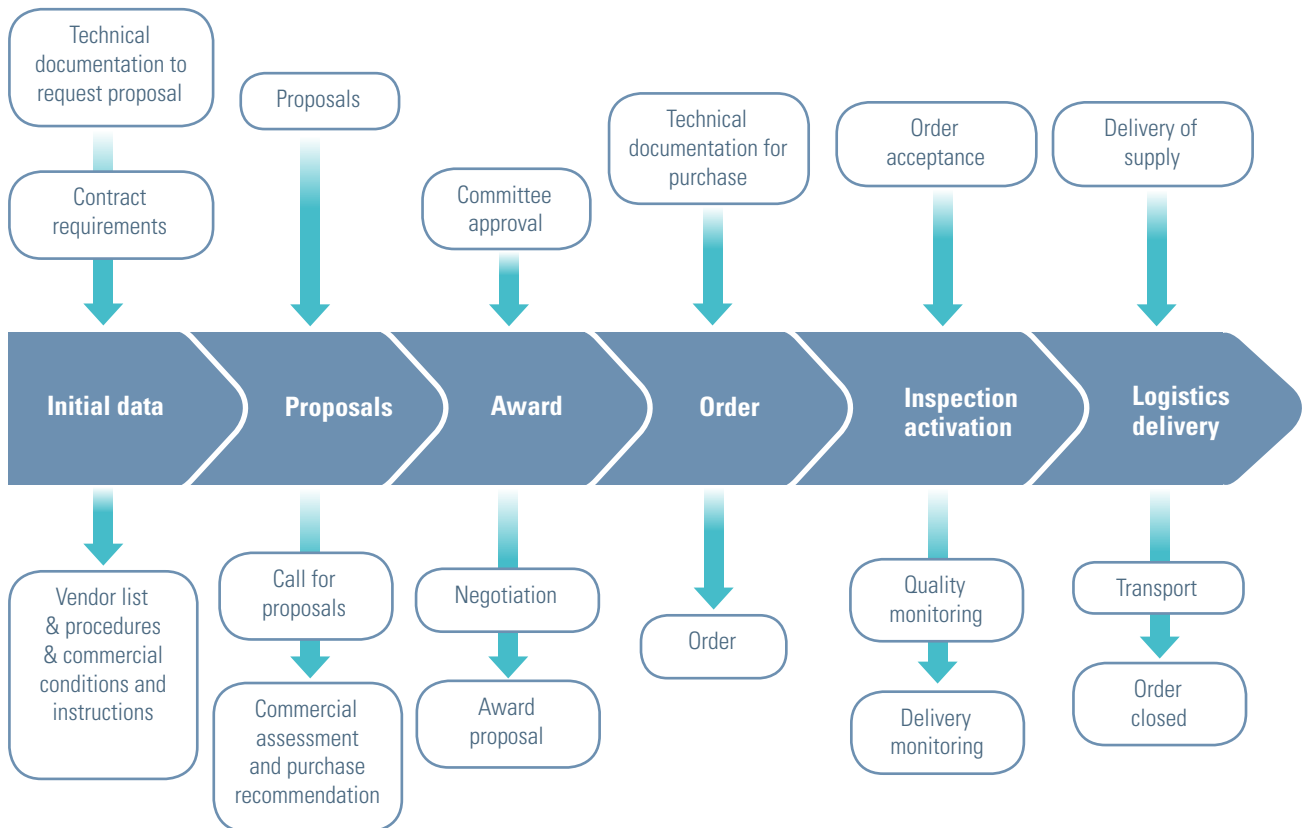 Technical
documentation to
request proposal
Contract
requirements
Proposals
Committee
approval
Technical
documentation for
purchase
Order
acceptance
Delivery of
supply
Initial data
Proposals
Award
Order
Inspection
activation
Logistics
delivery
Vendor list
& procedures
& commercial
conditions and
instructions
Call for
proposals
Commercial
assessment
and purchase
recommendation
Negotiation
Award
proposal
Order
Quality
monitoring
Delivery
monitoring
Transport
Order
closed